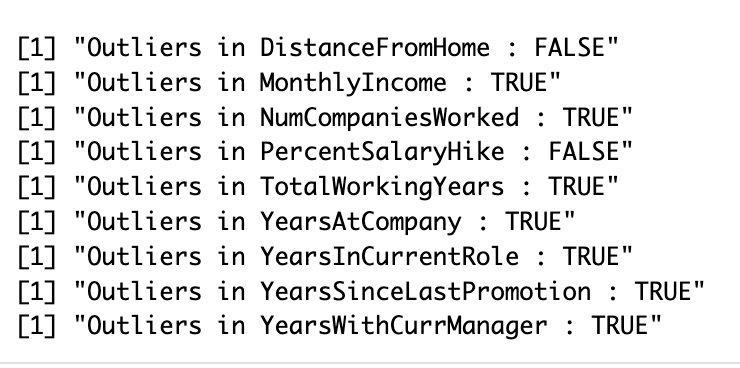 [1] "Outliers in DistanceFromHome : FALSE"
[1] "Outliers in MonthlyIncome : TRUE"
[1] "Outliers in NumCompaniesWorked : TRUE"
[1] "Outliers in PercentSalaryHike : FALSE"
[1] "Outliers in TotalWorkingYears : TRUE"
[1] "Outliers in YearsAtCompany : TRUE"
[1] "Outliers in YearsInCurrentRole : TRUE"
[1] "Outliers in YearsSinceLastPromotion : TRUE"
[1] "Outliers in YearsWithCurrManager : TRUE"